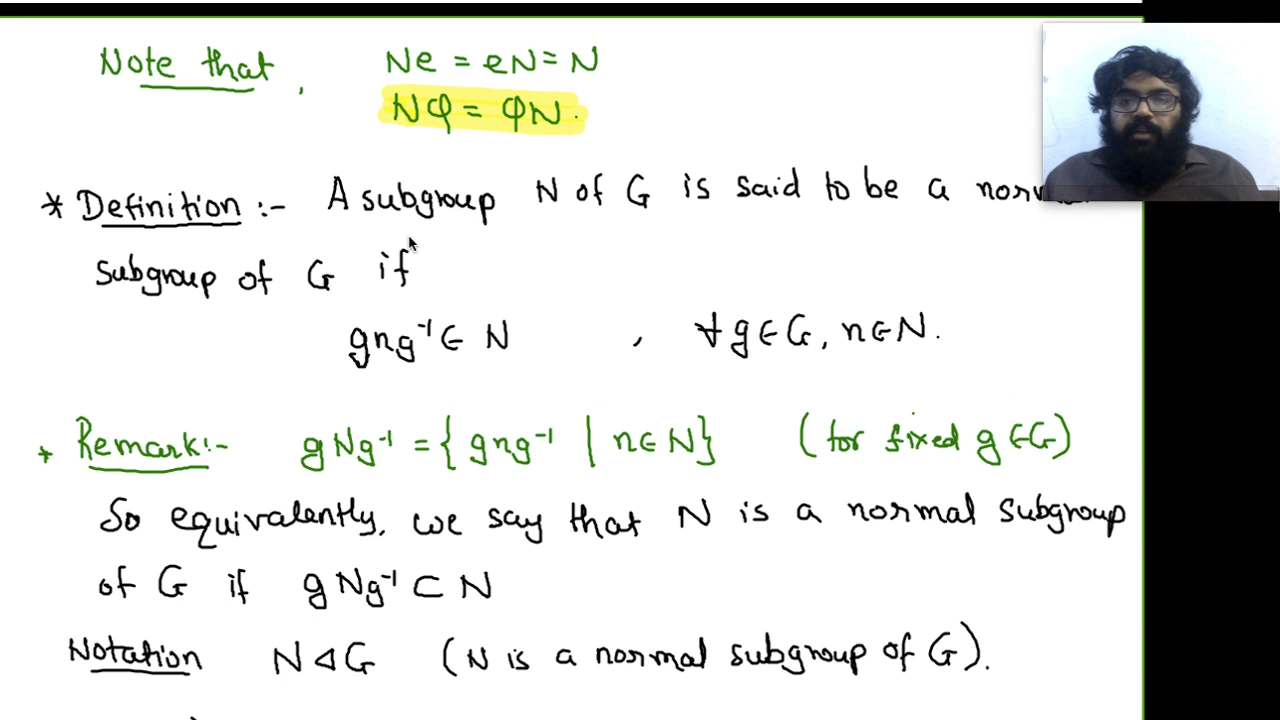 Note that, Ne = eN = N
Nφ = φN.
* Definition :- A subgroup N of G is said to be a
subgroup of G if
gng⁻¹ ∈ N , ∀ g ∈ G, n ∈ N.
* Remark:- gNg⁻¹ = { gng⁻¹ | n ∈ N} (for fixed g ∈ G)
So equivalently, we say that N is a normal subgroup
of G if gNg⁻¹ ⊂ N
Notation N ⊲ G (N is a normal subgroup of G).